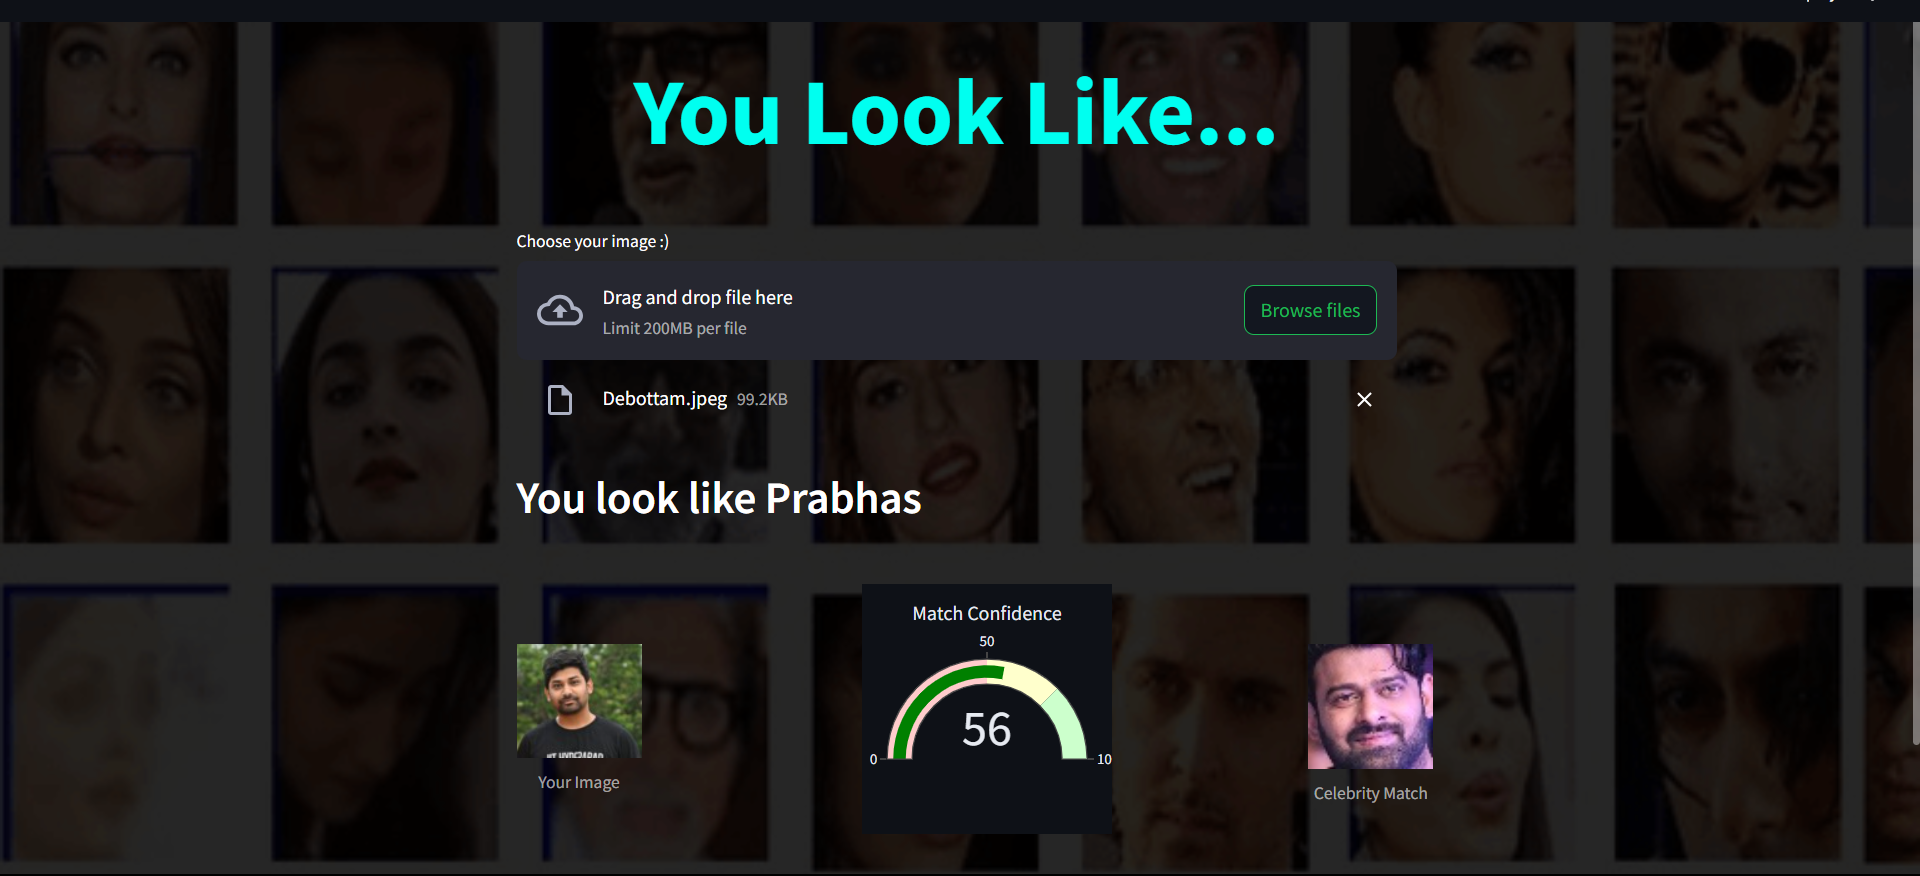 You Look Like...
Choose your image :)
Drag and drop file here
Limit 200MB per file
Browse files
Debottam.jpeg 99.2KB
You look like Prabhas
Match Confidence
50
56
0
10
Your Image
Celebrity Match